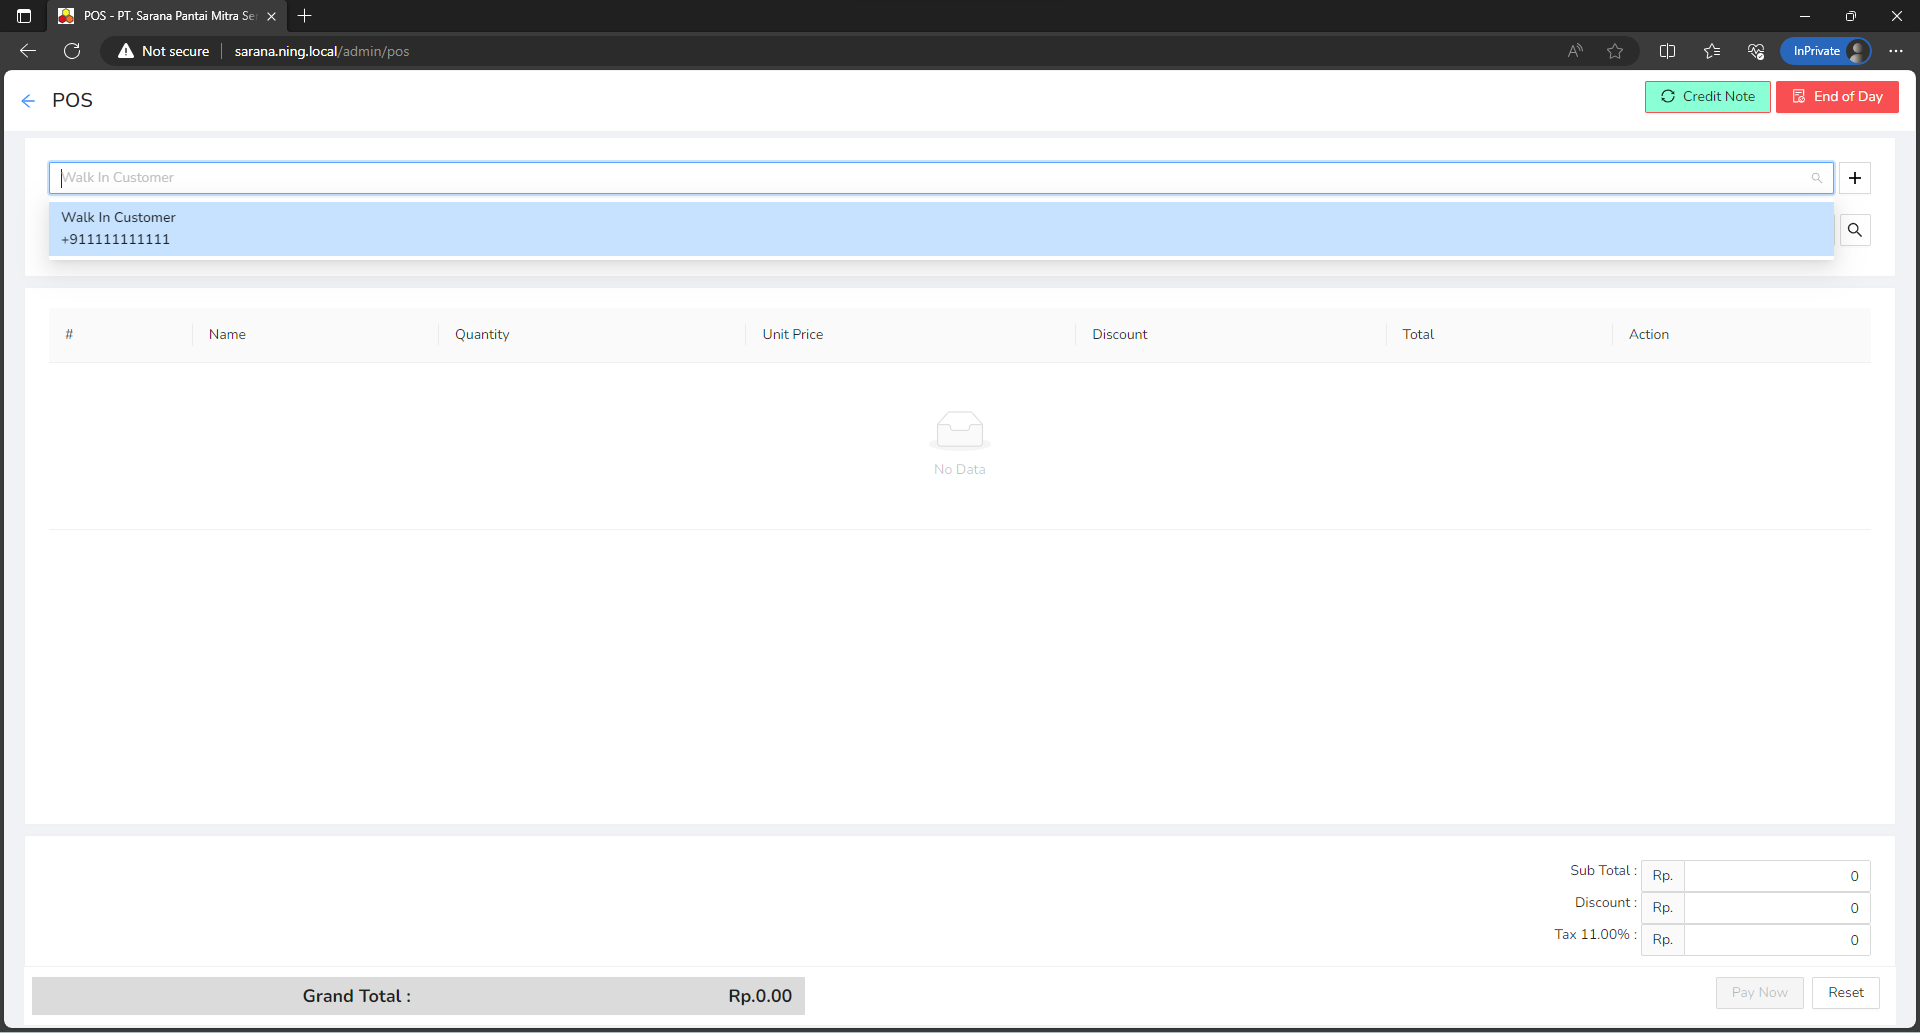 POS - PT. Sarana Pantai Mitra Se
Not secure
sarana.ning.local/admin/pos
InPrivate
POS
Credit Note
End of Day
Walk In Customer
Walk In Customer
+911111111111
# Name Quantity Unit Price Discount Total Action
No Data
Sub Total : Rp. 0
Discount : Rp. 0
Tax 11.00% : Rp. 0
Grand Total : Rp.0.00
Pay Now
Reset